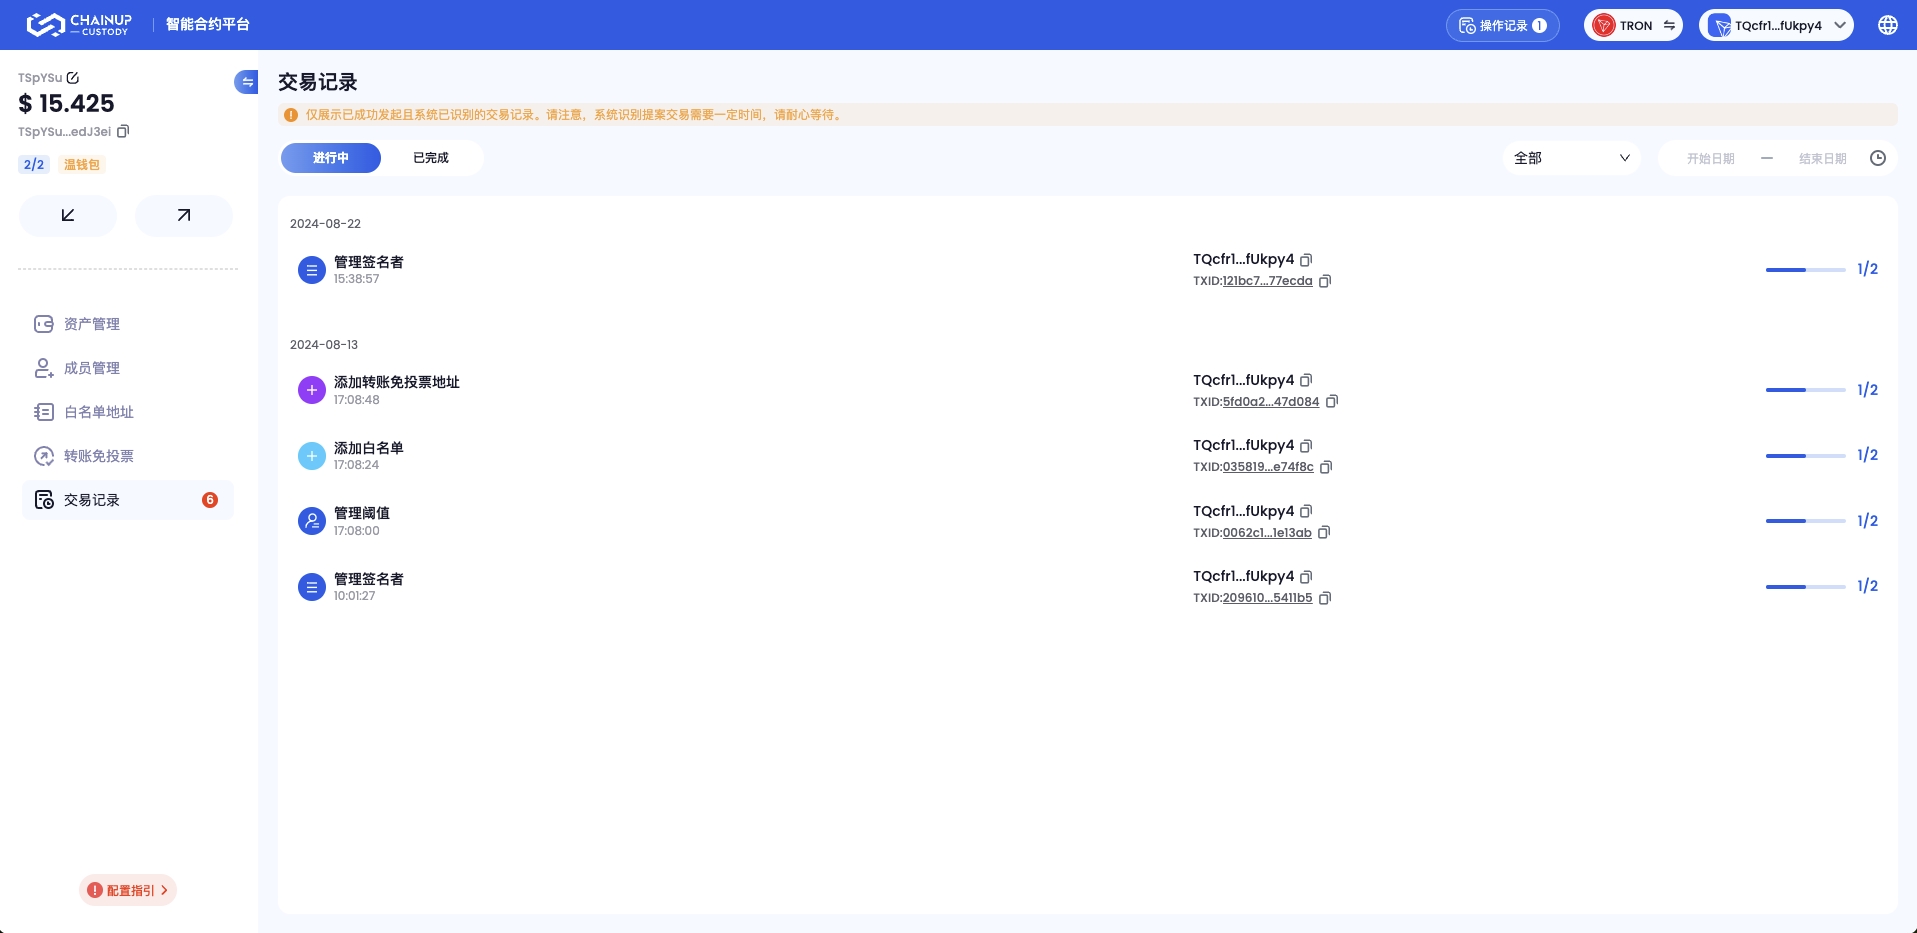 CHAINUP
CUSTODY
智能合约平台
操作记录 1
TRON
TQcfr1...fUkpy4
TSpYSu
$ 15.425
TSpYSu...edJ3ei
2/2
温钱包
资产管理
成员管理
白名单地址
转账免投票
交易记录 6
配置指引
交易记录
仅展示已成功发起且系统已识别的交易记录。请注意，系统识别提案交易需要一定时间，请耐心等待。
进行中
已完成
全部
开始日期 — 结束日期
2024-08-22
管理签名者
15:38:57
TQcfr1...fUkpy4
TXID:121bc7...77ecda
1/2
2024-08-13
添加转账免投票地址
17:08:48
TQcfr1...fUkpy4
TXID:5fd0a2...47d084
1/2
添加白名单
17:08:24
TQcfr1...fUkpy4
TXID:035819...e74f8c
1/2
管理阈值
17:08:00
TQcfr1...fUkpy4
TXID:0062c1...1e13ab
1/2
管理签名者
10:01:27
TQcfr1...fUkpy4
TXID:209610...5411b5
1/2